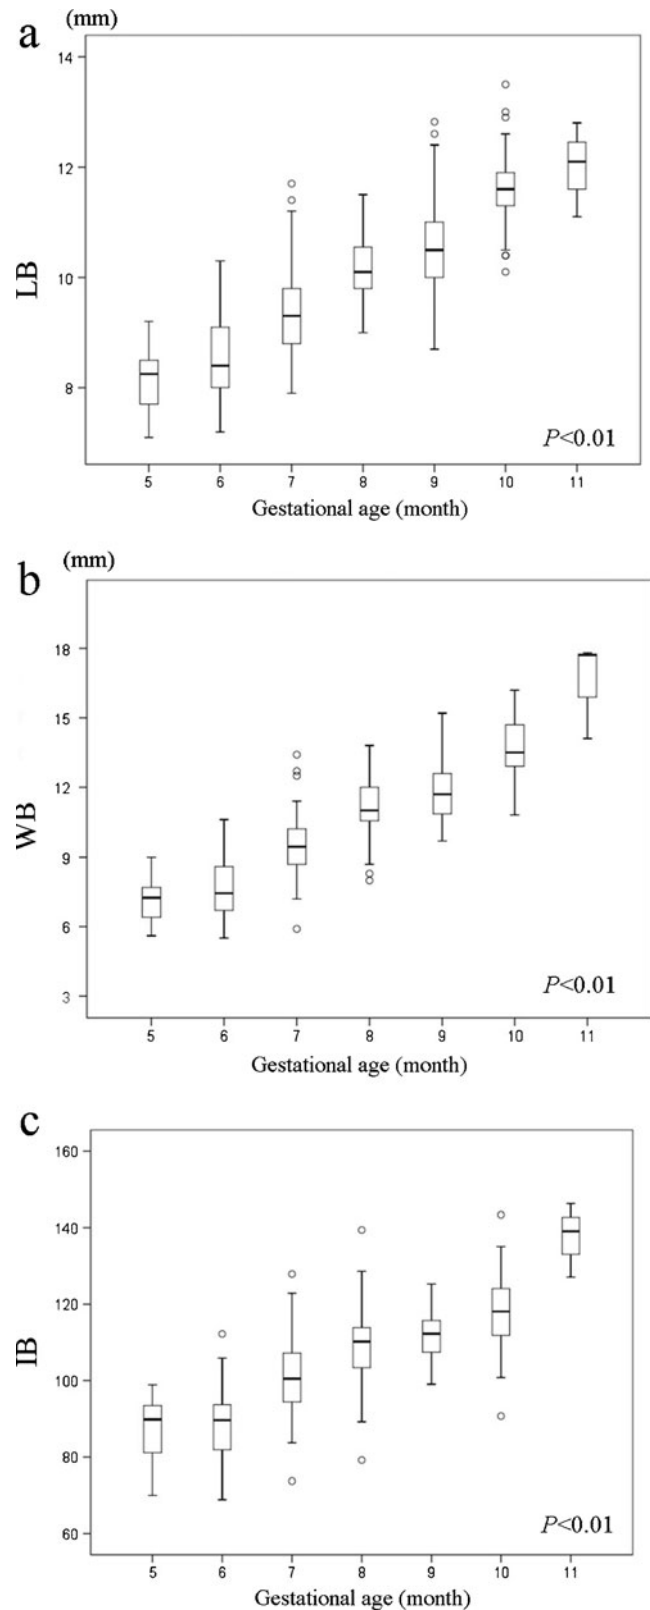 a
(mm)
14
12
10
8
LB
P<0.01
5 6 7 8 9 10 11
Gestational age (month)
b
(mm)
18
15
12
9
6
3
WB
P<0.01
5 6 7 8 9 10 11
Gestational age (month)
c
160
140
120
100
80
60
IB
P<0.01
5 6 7 8 9 10 11
Gestational age (month)